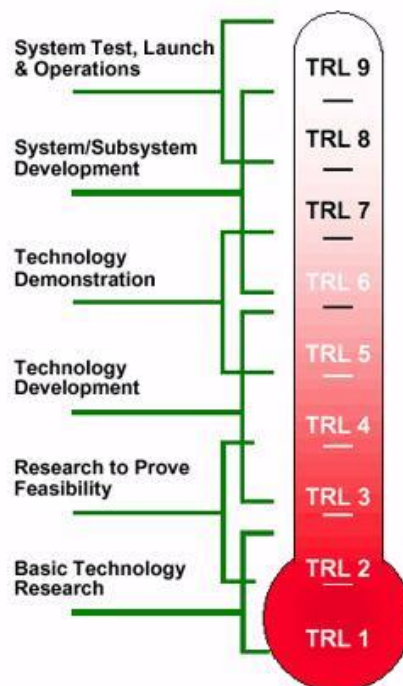 System Test, Launch
& Operations
TRL 9
TRL 8
System/Subsystem
Development
TRL 7
Technology
Demonstration
TRL 6
TRL 5
Technology
Development
TRL 4
Research to Prove
Feasibility
TRL 3
Basic Technology
Research
TRL 2
TRL 1